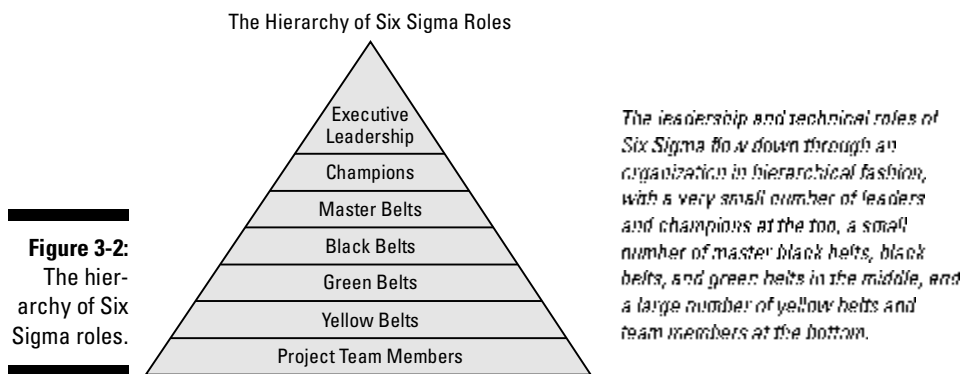 The Hierarchy of Six Sigma Roles
Executive
Leadership
Champions
Master Belts
Black Belts
Green Belts
Yellow Belts
Project Team Members
Figure 3-2:
The hier-
archy of Six
Sigma roles.
The leadership and technical roles of
Six Sigma flow down through an
organization in hierarchical fashion,
with a very small number of leaders
and champions at the top, a small
number of master black belts, black
belts, and green belts in the middle, and
a large number of yellow belts and
team members at the bottom.